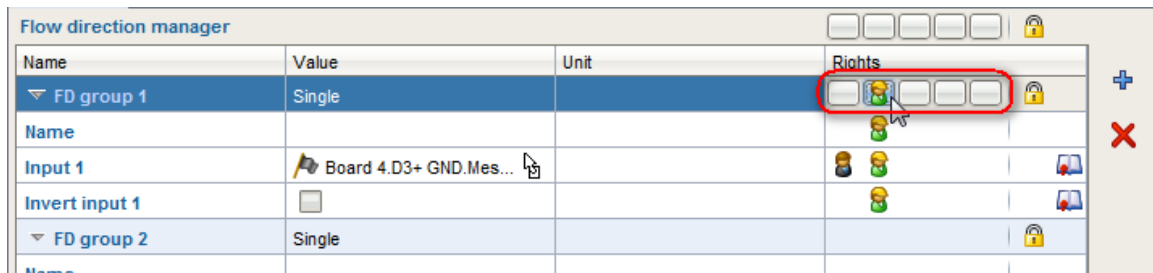 Flow direction manager
Name Value Unit Rights
FD group 1 Single
Name
Input 1 Board 4.D3+ GND.Mes...
Invert input 1
FD group 2 Single
Name